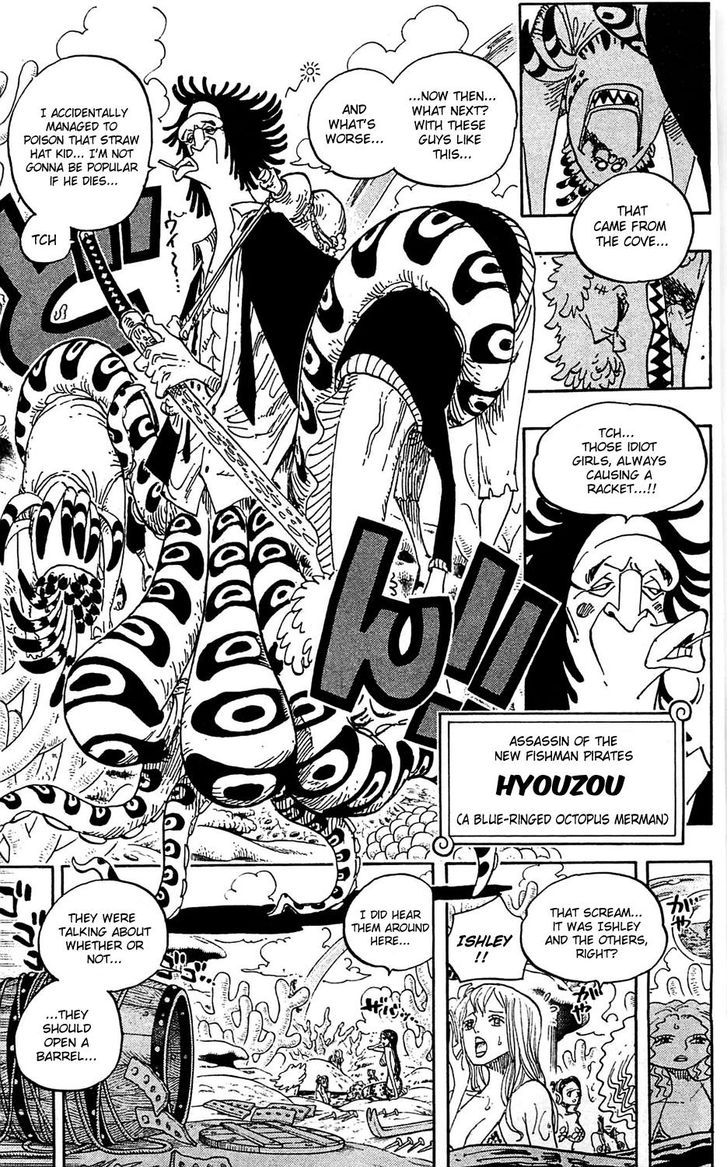 THAT
CAME FROM
THE COVE...
TCH...
THOSE IDIOT
GIRLS, ALWAYS
CAUSING A
RACKET...!!
...NOW THEN...
WHAT NEXT?
WITH THESE
GUYS LIKE
THIS...
AND
WHAT'S
WORSE...
I ACCIDENTALLY
MANAGED TO
POISON THAT STRAW
HAT KID... I'M NOT
GONNA BE POPULAR
IF HE DIES...
TCH
ASSASSIN OF THE
NEW FISHMAN PIRATES
HYOUZOU
(A BLUE-RINGED OCTOPUS MERMAN)
THAT SCREAM...
IT WAS ISHLEY
AND THE OTHERS,
RIGHT?
ISHLEY
!!
I DID HEAR
THEM AROUND
HERE...
THEY WERE
TALKING ABOUT
WHETHER OR
NOT...
...THEY
SHOULD
OPEN A
BARREL...